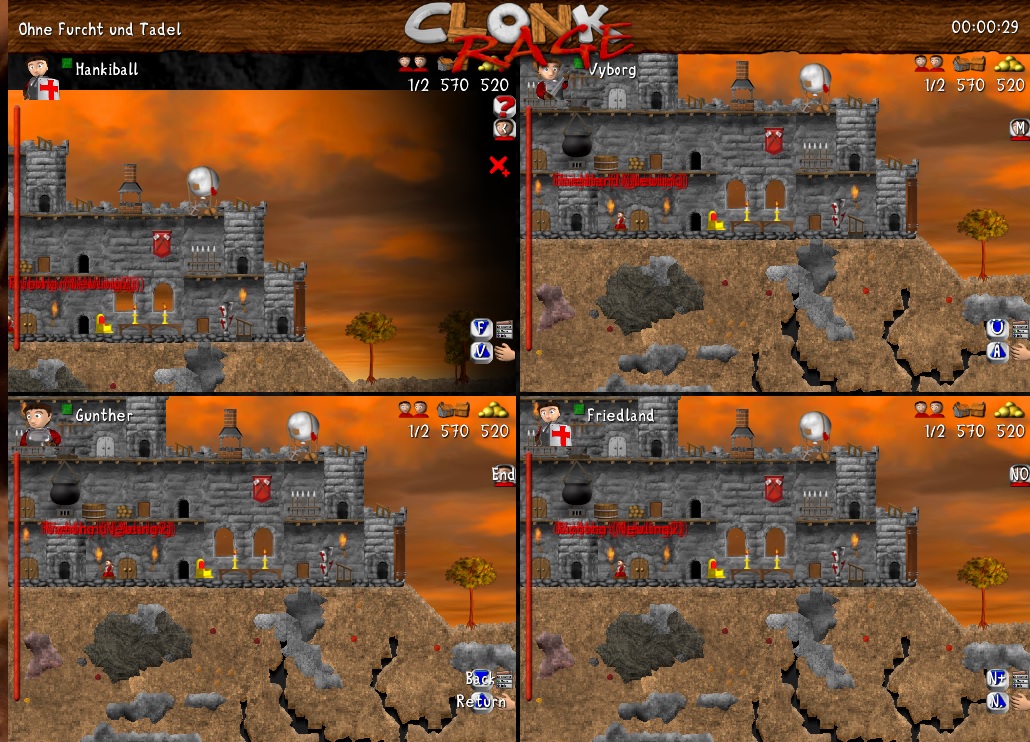 Ohne Furcht und Tadel
CLONK
RAGE
00:00:29
Hankiball
1/2 570 520
Vyborg
1/2 570 520
?
K
M
F
V
U
A
Gunther
1/2 570 520
Friedland
1/2 570 520
End
NO
Back
Return
N+
N.